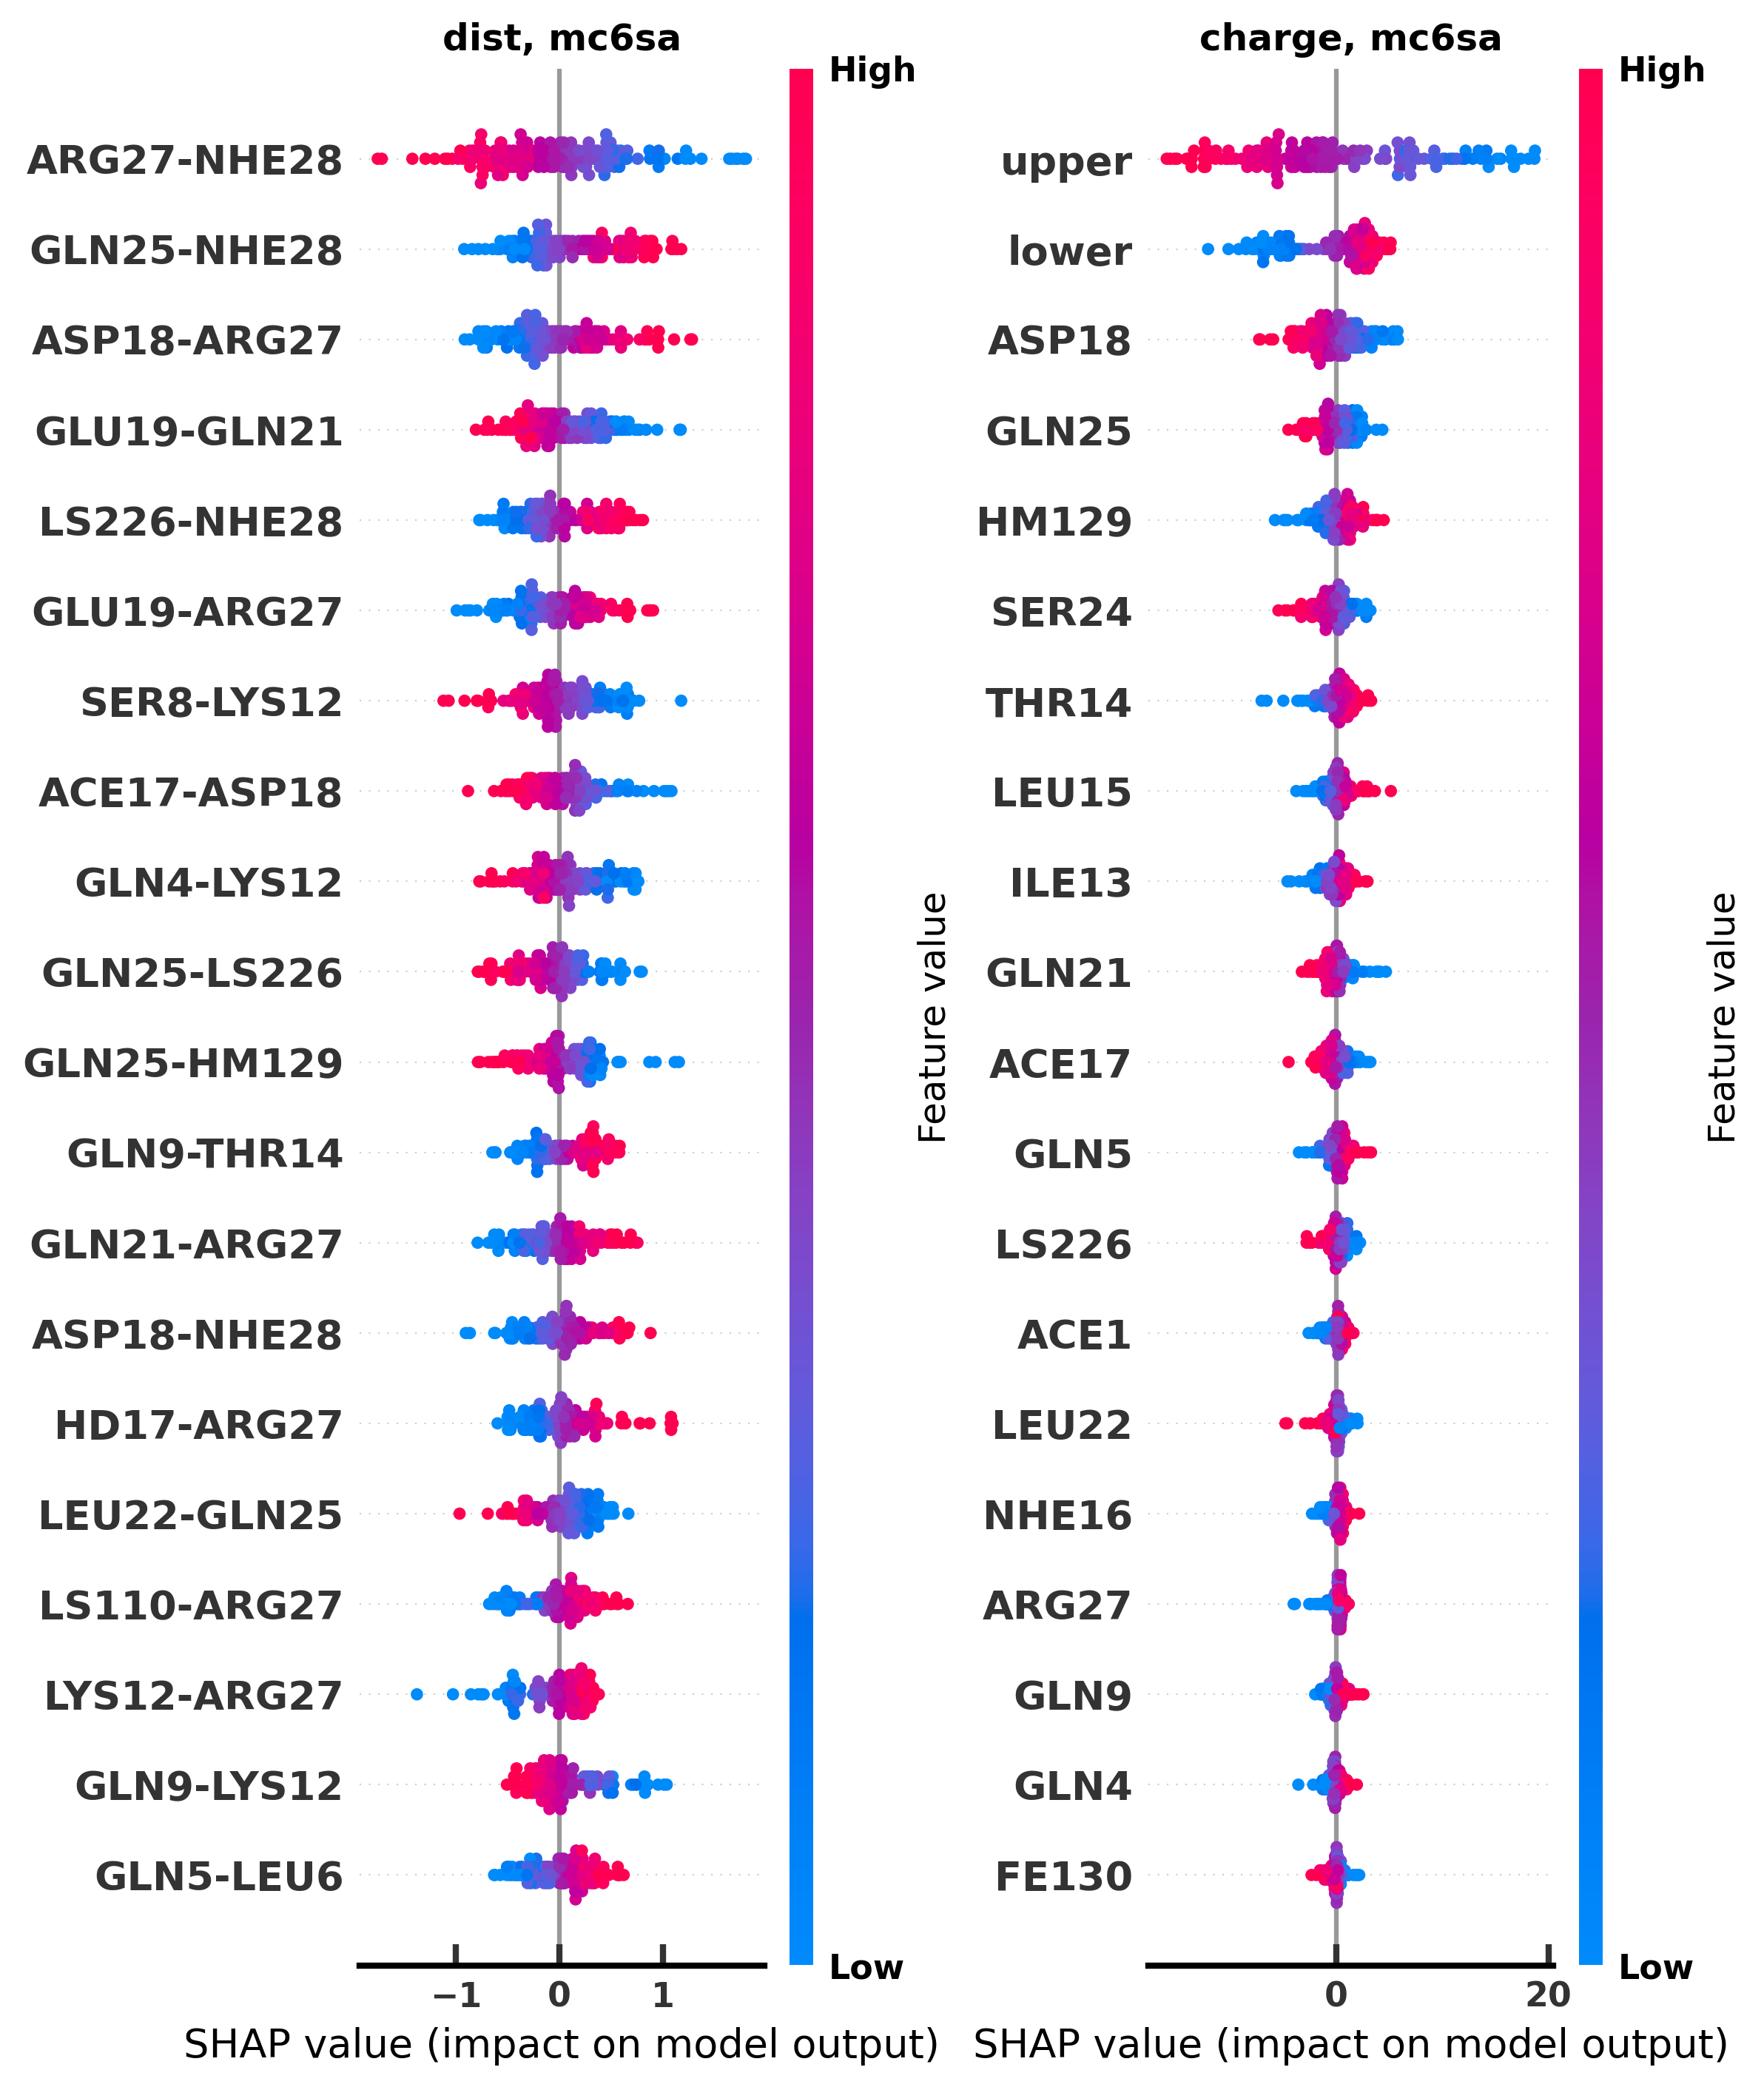 dist, mc6sa
High
ARG27-NHE28
GLN25-NHE28
ASP18-ARG27
GLU19-GLN21
LS226-NHE28
GLU19-ARG27
SER8-LYS12
ACE17-ASP18
GLN4-LYS12
GLN25-LS226
GLN25-HM129
GLN9-THR14
GLN21-ARG27
ASP18-NHE28
HD17-ARG27
LEU22-GLN25
LS110-ARG27
LYS12-ARG27
GLN9-LYS12
GLN5-LEU6
Feature value
Low
−1 0 1
SHAP value (impact on model output)
charge, mc6sa
High
upper
lower
ASP18
GLN25
HM129
SER24
THR14
LEU15
ILE13
GLN21
ACE17
GLN5
LS226
ACE1
LEU22
NHE16
ARG27
GLN9
GLN4
FE130
Feature value
Low
0 20
SHAP value (impact on model output)